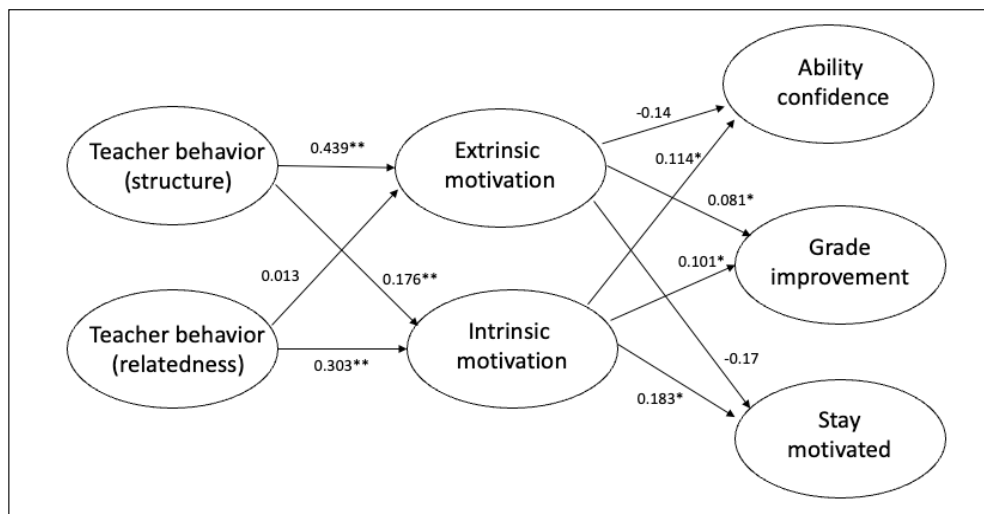 Ability
confidence
-0.14
Teacher behavior
(structure)
0.439**
Extrinsic
motivation
0.114*
0.081*
Grade
improvement
0.013
0.176**
0.101*
Teacher behavior
(relatedness)
0.303**
Intrinsic
motivation
-0.17
0.183*
Stay
motivated